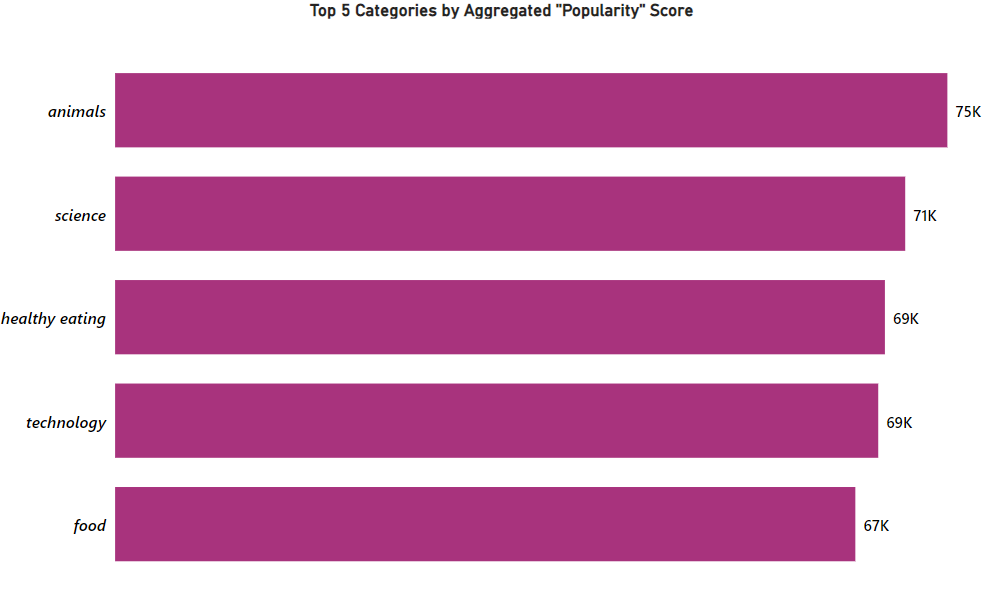 Top 5 Categories by Aggregated "Popularity" Score
animals 75K
science 71K
healthy eating 69K
technology 69K
food 67K